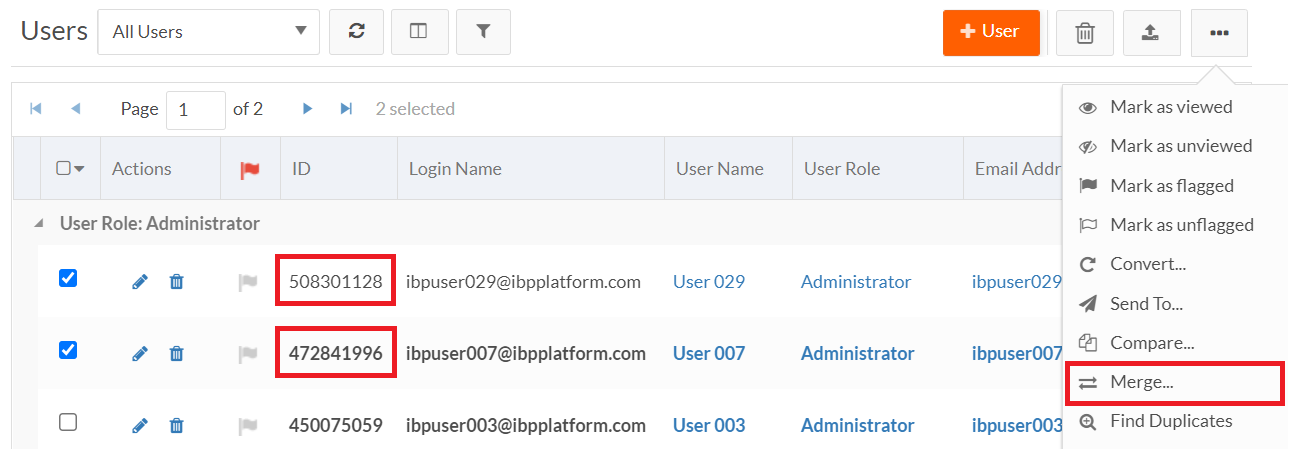 Users All Users + User
Page 1 of 2 2 selected
Actions ID Login Name User Name User Role Email Addr
User Role: Administrator
508301128 ibpuser029@ibpplatform.com User 029 Administrator ibpuser029
472841996 ibpuser007@ibpplatform.com User 007 Administrator ibpuser007
450075059 ibpuser003@ibpplatform.com User 003 Administrator ibpuser003
Mark as viewed
Mark as unviewed
Mark as flagged
Mark as unflagged
Convert...
Send To...
Compare...
Merge...
Find Duplicates